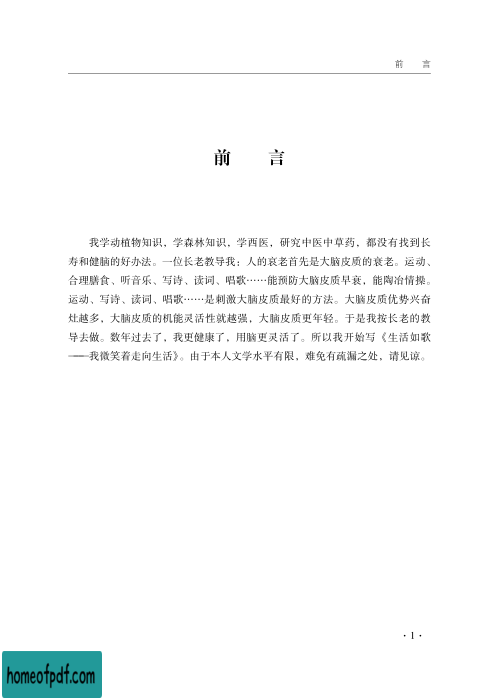 前　　言
前　　言
我学动植物知识，学森林知识，学西医，研究中医中草药，都没有找到长
寿和健脑的好办法。一位长老教导我：人的衰老首先是大脑皮质的衰老。运动、
合理膳食、听音乐、写诗、读词、唱歌……能预防大脑皮质早衰，能陶冶情操。
运动、写诗、读词、唱歌……是刺激大脑皮质最好的方法。大脑皮质优势兴奋
灶越多，大脑皮质的机能灵活性就越强，大脑皮质更年轻。于是我按长老的教
导去做。数年过去了，我更健康了，用脑更灵活了。所以我开始写《生活如歌
——我微笑着走向生活》。由于本人文学水平有限，难免有疏漏之处，请见谅。
· 1 ·
homeofpdf.com